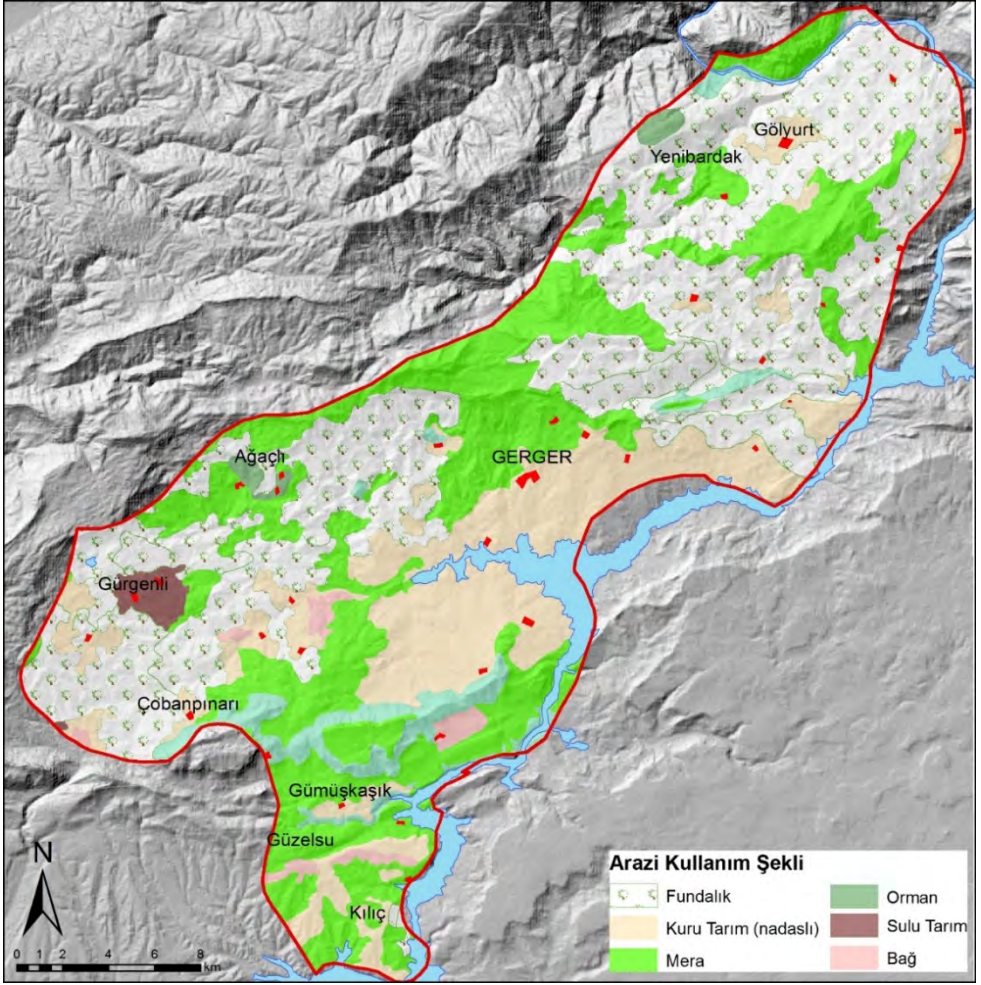 Gölyurt
Yenibardak
Ağaçlı
GERGER
Gürgenli
Çobanpınarı
Gümüşkaşık
Güzelsu
Kılıç
N
0 1 2 4 6 8
km
Arazi Kullanım Şekli
Fundalık
Kuru Tarım (nadaslı)
Mera
Orman
Sulu Tarım
Bağ